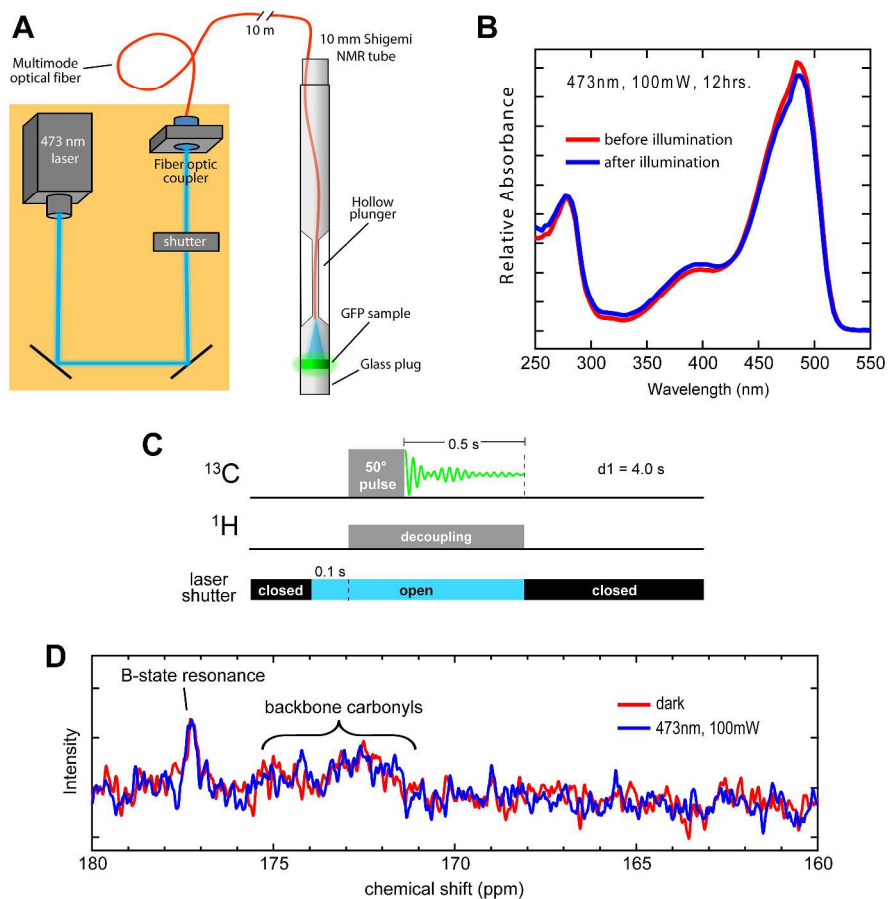 A
10 m
10 mm Shigemi
NMR tube
Multimode
optical fiber
473 nm
laser
Fiber optic
coupler
shutter
Hollow
plunger
GFP sample
Glass plug
B
473nm, 100mW, 12hrs.
before illumination
after illumination
Relative Absorbance
250 300 350 400 450 500 550
Wavelength (nm)
C
0.5 s
13C
50°
pulse
d1 = 4.0 s
1H
decoupling
0.1 s
laser
shutter
closed
open
closed
D
B-state resonance
backbone carbonyls
dark
473nm, 100mW
Intensity
180 175 170 165 160
chemical shift (ppm)